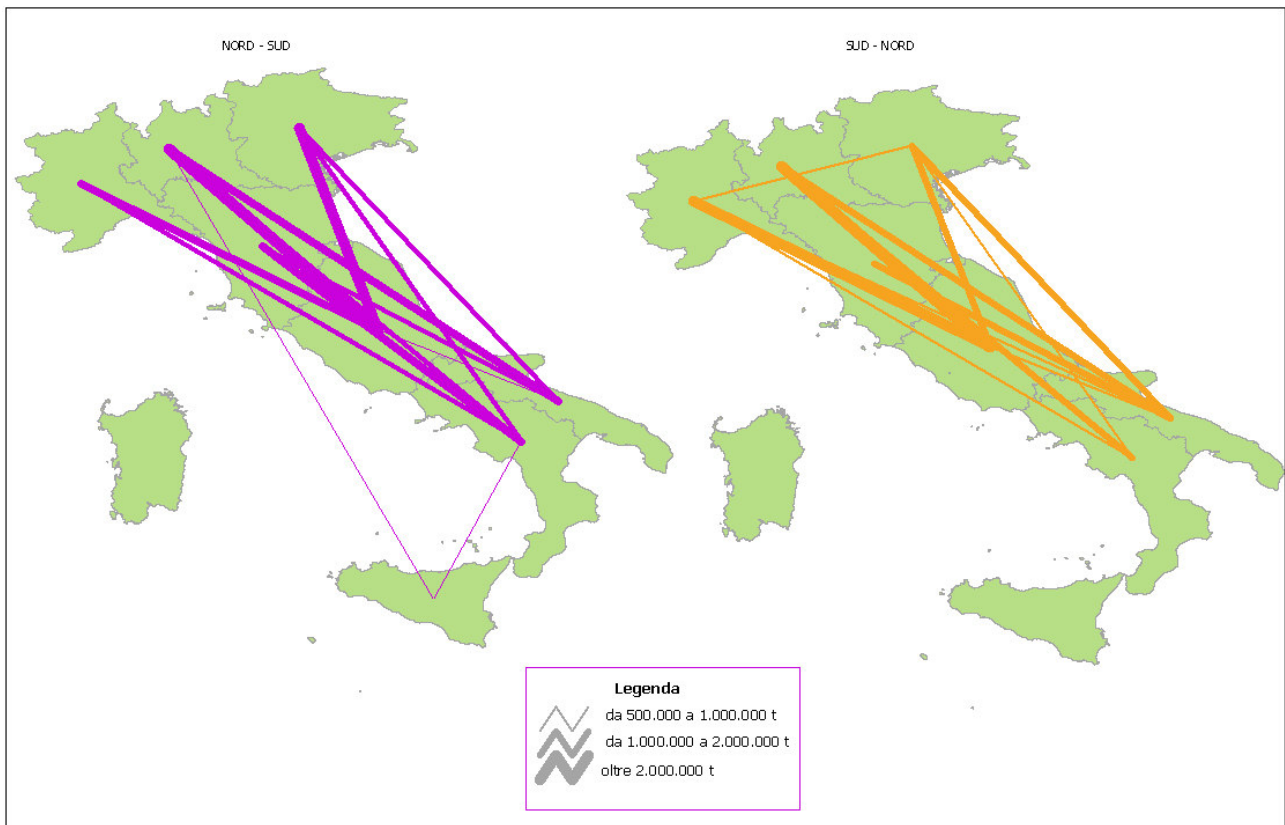 NORD - SUD
SUD - NORD
Legenda
da 500.000 a 1.000.000 t
da 1.000.000 a 2.000.000 t
oltre 2.000.000 t